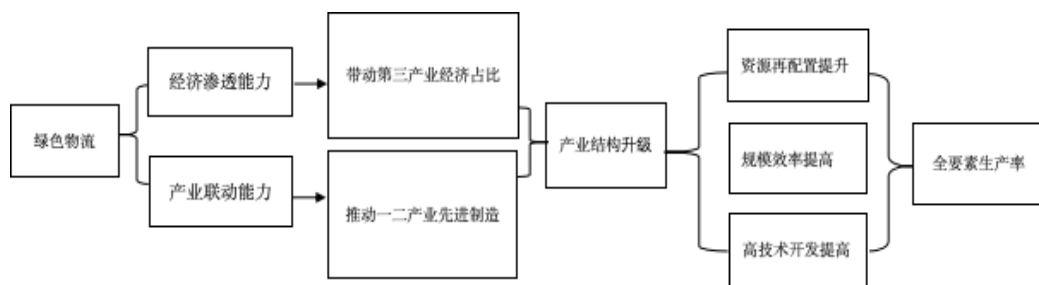 绿色物流
经济渗透能力
产业联动能力
带动第三产业经济占比
推动一二产业先进制造
产业结构升级
资源再配置提升
规模效率提高
高技术开发提高
全要素生产率